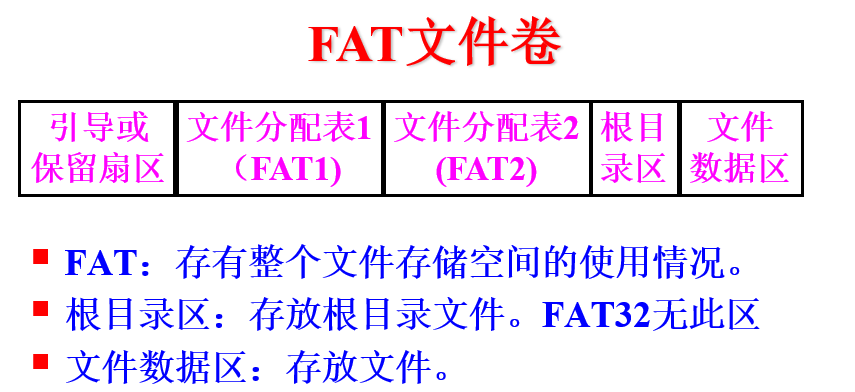 FAT文件卷
引导或
保留扇区
文件分配表1
（FAT1)
文件分配表2
(FAT2)
根目
录区
文件
数据区
FAT：存有整个文件存储空间的使用情况。
根目录区：存放根目录文件。FAT32无此区
文件数据区：存放文件。